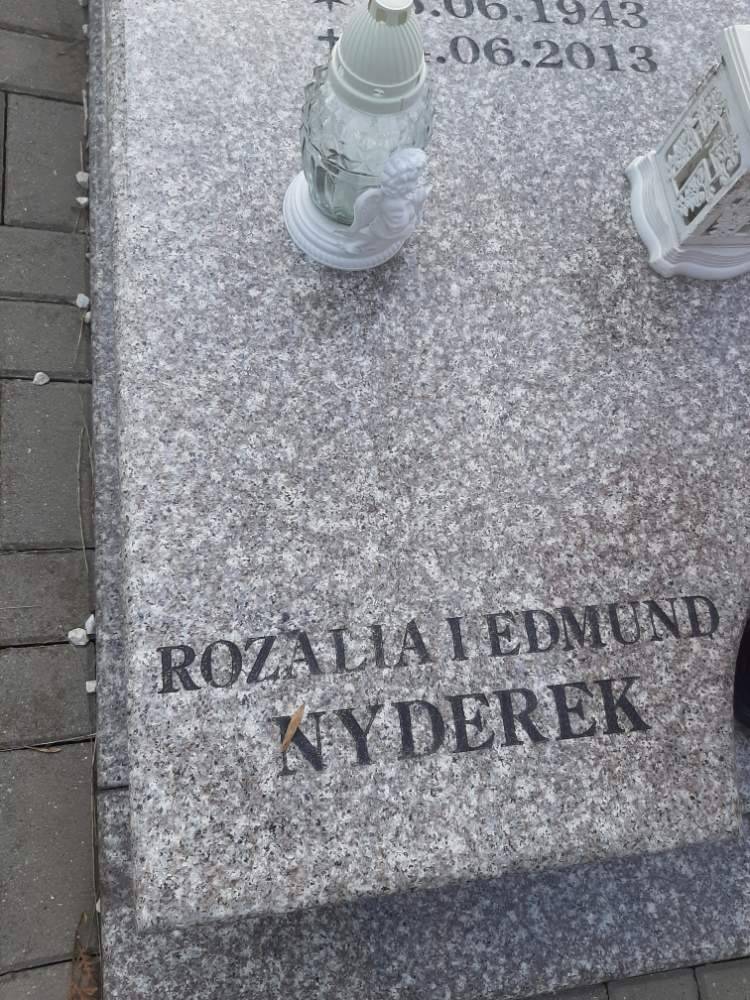 .06.1943
.06.2013
ROZALIA I EDMUND
NYDEREK